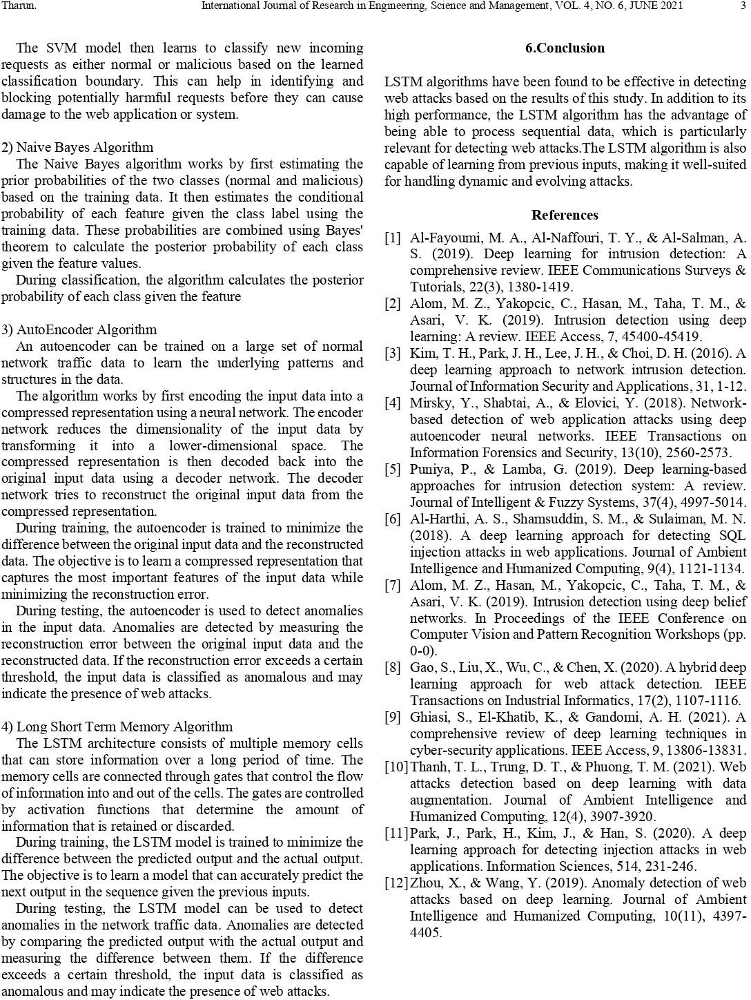 Tharun.
International Journal of Research in Engineering, Science and Management, VOL. 4, NO. 6, JUNE 2021
3
The SVM model then learns to classify new incoming
requests as either normal or malicious based on the learned
classification boundary. This can help in identifying and
blocking potentially harmful requests before they can cause
damage to the web application or system.
2) Naive Bayes Algorithm
The Naive Bayes algorithm works by first estimating the
prior probabilities of the two classes (normal and malicious)
based on the training data. It then estimates the conditional
probability of each feature given the class label using the
training data. These probabilities are combined using Bayes'
theorem to calculate the posterior probability of each class
given the feature values.
During classification, the algorithm calculates the posterior
probability of each class given the feature
3) AutoEncoder Algorithm
An autoencoder can be trained on a large set of normal
network traffic data to learn the underlying patterns and
structures in the data.
The algorithm works by first encoding the input data into a
compressed representation using a neural network. The encoder
network reduces the dimensionality of the input data by
transforming it into a lower-dimensional space. The
compressed representation is then decoded back into the
original input data using a decoder network. The decoder
network tries to reconstruct the original input data from the
compressed representation.
During training, the autoencoder is trained to minimize the
difference between the original input data and the reconstructed
data. The objective is to learn a compressed representation that
captures the most important features of the input data while
minimizing the reconstruction error.
During testing, the autoencoder is used to detect anomalies
in the input data. Anomalies are detected by measuring the
reconstruction error between the original input data and the
reconstructed data. If the reconstruction error exceeds a certain
threshold, the input data is classified as anomalous and may
indicate the presence of web attacks.
4) Long Short Term Memory Algorithm
The LSTM architecture consists of multiple memory cells
that can store information over a long period of time. The
memory cells are connected through gates that control the flow
of information into and out of the cells. The gates are controlled
by activation functions that determine the amount of
information that is retained or discarded.
During training, the LSTM model is trained to minimize the
difference between the predicted output and the actual output.
The objective is to learn a model that can accurately predict the
next output in the sequence given the previous inputs.
During testing, the LSTM model can be used to detect
anomalies in the network traffic data. Anomalies are detected
by comparing the predicted output with the actual output and
measuring the difference between them. If the difference
exceeds a certain threshold, the input data is classified as
anomalous and may indicate the presence of web attacks.
6.Conclusion
LSTM algorithms have been found to be effective in detecting
web attacks based on the results of this study. In addition to its
high performance, the LSTM algorithm has the advantage of
being able to process sequential data, which is particularly
relevant for detecting web attacks.The LSTM algorithm is also
capable of learning from previous inputs, making it well-suited
for handling dynamic and evolving attacks.
References
[1] Al-Fayoumi, M. A., Al-Naffouri, T. Y., & Al-Salman, A.
S. (2019). Deep learning for intrusion detection: A
comprehensive review. IEEE Communications Surveys &
Tutorials, 22(3), 1380-1419.
[2] Alom, M. Z., Yakopcic, C., Hasan, M., Taha, T. M., &
Asari, V. K. (2019). Intrusion detection using deep
learning: A review. IEEE Access, 7, 45400-45419.
[3] Kim, T. H., Park, J. H., Lee, J. H., & Choi, D. H. (2016). A
deep learning approach to network intrusion detection.
Journal of Information Security and Applications, 31, 1-12.
[4] Mirsky, Y., Shabtai, A., & Elovici, Y. (2018). Network-
based detection of web application attacks using deep
autoencoder neural networks. IEEE Transactions on
Information Forensics and Security, 13(10), 2560-2573.
[5] Puniya, P., & Lamba, G. (2019). Deep learning-based
approaches for intrusion detection system: A review.
Journal of Intelligent & Fuzzy Systems, 37(4), 4997-5014.
[6] Al-Harthi, A. S., Shamsuddin, S. M., & Sulaiman, M. N.
(2018). A deep learning approach for detecting SQL
injection attacks in web applications. Journal of Ambient
Intelligence and Humanized Computing, 9(4), 1121-1134.
[7] Alom, M. Z., Hasan, M., Yakopcic, C., Taha, T. M., &
Asari, V. K. (2019). Intrusion detection using deep belief
networks. In Proceedings of the IEEE Conference on
Computer Vision and Pattern Recognition Workshops (pp.
0-0).
[8] Gao, S., Liu, X., Wu, C., & Chen, X. (2020). A hybrid deep
learning approach for web attack detection. IEEE
Transactions on Industrial Informatics, 17(2), 1107-1116.
[9] Ghiasi, S., El-Khatib, K., & Gandomi, A. H. (2021). A
comprehensive review of deep learning techniques in
cyber-security applications. IEEE Access, 9, 13806-13831.
[10] Thanh, T. L., Trung, D. T., & Phuong, T. M. (2021). Web
attacks detection based on deep learning with data
augmentation. Journal of Ambient Intelligence and
Humanized Computing, 12(4), 3907-3920.
[11] Park, J., Park, H., Kim, J., & Han, S. (2020). A deep
learning approach for detecting injection attacks in web
applications. Information Sciences, 514, 231-246.
[12] Zhou, X., & Wang, Y. (2019). Anomaly detection of web
attacks based on deep learning. Journal of Ambient
Intelligence and Humanized Computing, 10(11), 4397-
4405.